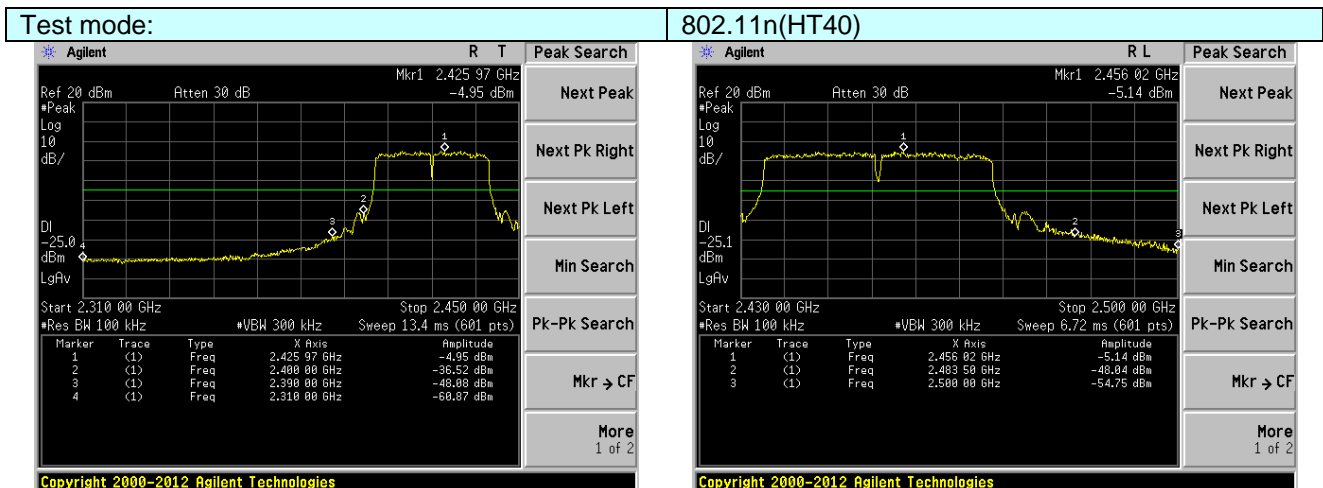 Test mode: 802.11n(HT40)
Agilent R T Peak Search
Mkr1 2.425 97 GHz
Ref 20 dBm Atten 30 dB -4.95 dBm
#Peak
Log
10
dB/
1
2
3
4
DI
-25.0
dBm
LgAv
Start 2.310 00 GHz Stop 2.450 00 GHz
#Res BW 100 kHz #VBW 300 kHz Sweep 13.4 ms (601 pts)
Marker Trace Type X Axis Amplitude
1 (1) Freq 2.425 97 GHz -4.95 dBm
2 (1) Freq 2.400 00 GHz -36.52 dBm
3 (1) Freq 2.390 00 GHz -48.08 dBm
4 (1) Freq 2.310 00 GHz -60.87 dBm
Next Peak
Next Pk Right
Next Pk Left
Min Search
Pk-Pk Search
Mkr → CF
More
1 of 2
Copyright 2000-2012 Agilent Technologies
Agilent R L Peak Search
Mkr1 2.456 02 GHz
Ref 20 dBm Atten 30 dB -5.14 dBm
#Peak
Log
10
dB/
1
2
3
DI
-25.1
dBm
LgAv
Start 2.430 00 GHz Stop 2.500 00 GHz
#Res BW 100 kHz #VBW 300 kHz Sweep 6.72 ms (601 pts)
Marker Trace Type X Axis Amplitude
1 (1) Freq 2.456 02 GHz -5.14 dBm
2 (1) Freq 2.483 50 GHz -48.04 dBm
3 (1) Freq 2.500 00 GHz -54.75 dBm
Next Peak
Next Pk Right
Next Pk Left
Min Search
Pk-Pk Search
Mkr → CF
More
1 of 2
Copyright 2000-2012 Agilent Technologies